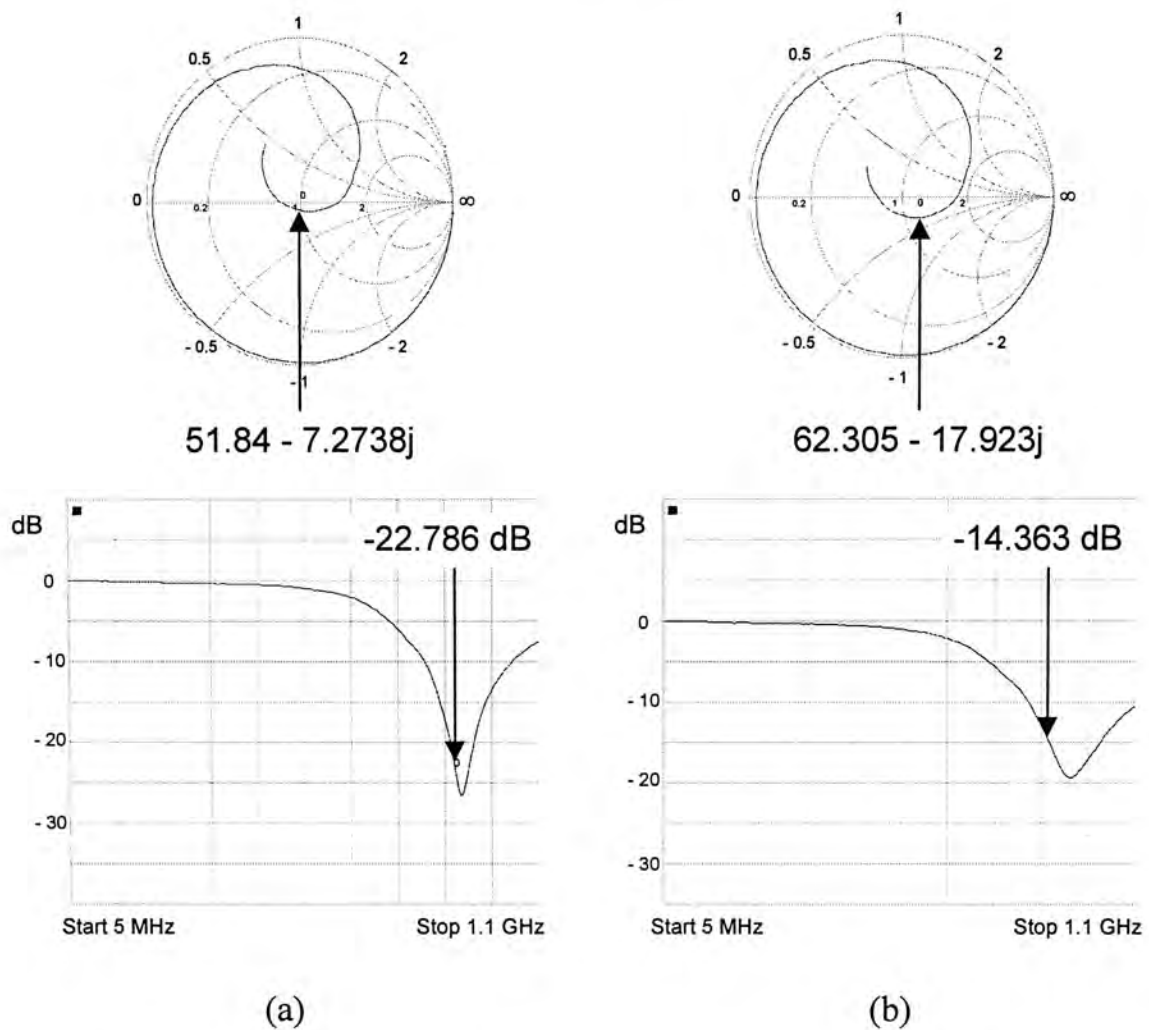 1 1
0.5 2 0.5 2
0 0.2 1 0 2 ∞ 0 0.2 1 0 2 ∞
- 0.5 - 2 - 0.5 - 2
- 1 - 1
51.84 - 7.2738j 62.305 - 17.923j
dB -22.786 dB dB -14.363 dB
0 0
- 10 - 10
- 20 - 20
- 30 - 30
Start 5 MHz Stop 1.1 GHz Start 5 MHz Stop 1.1 GHz
(a) (b)